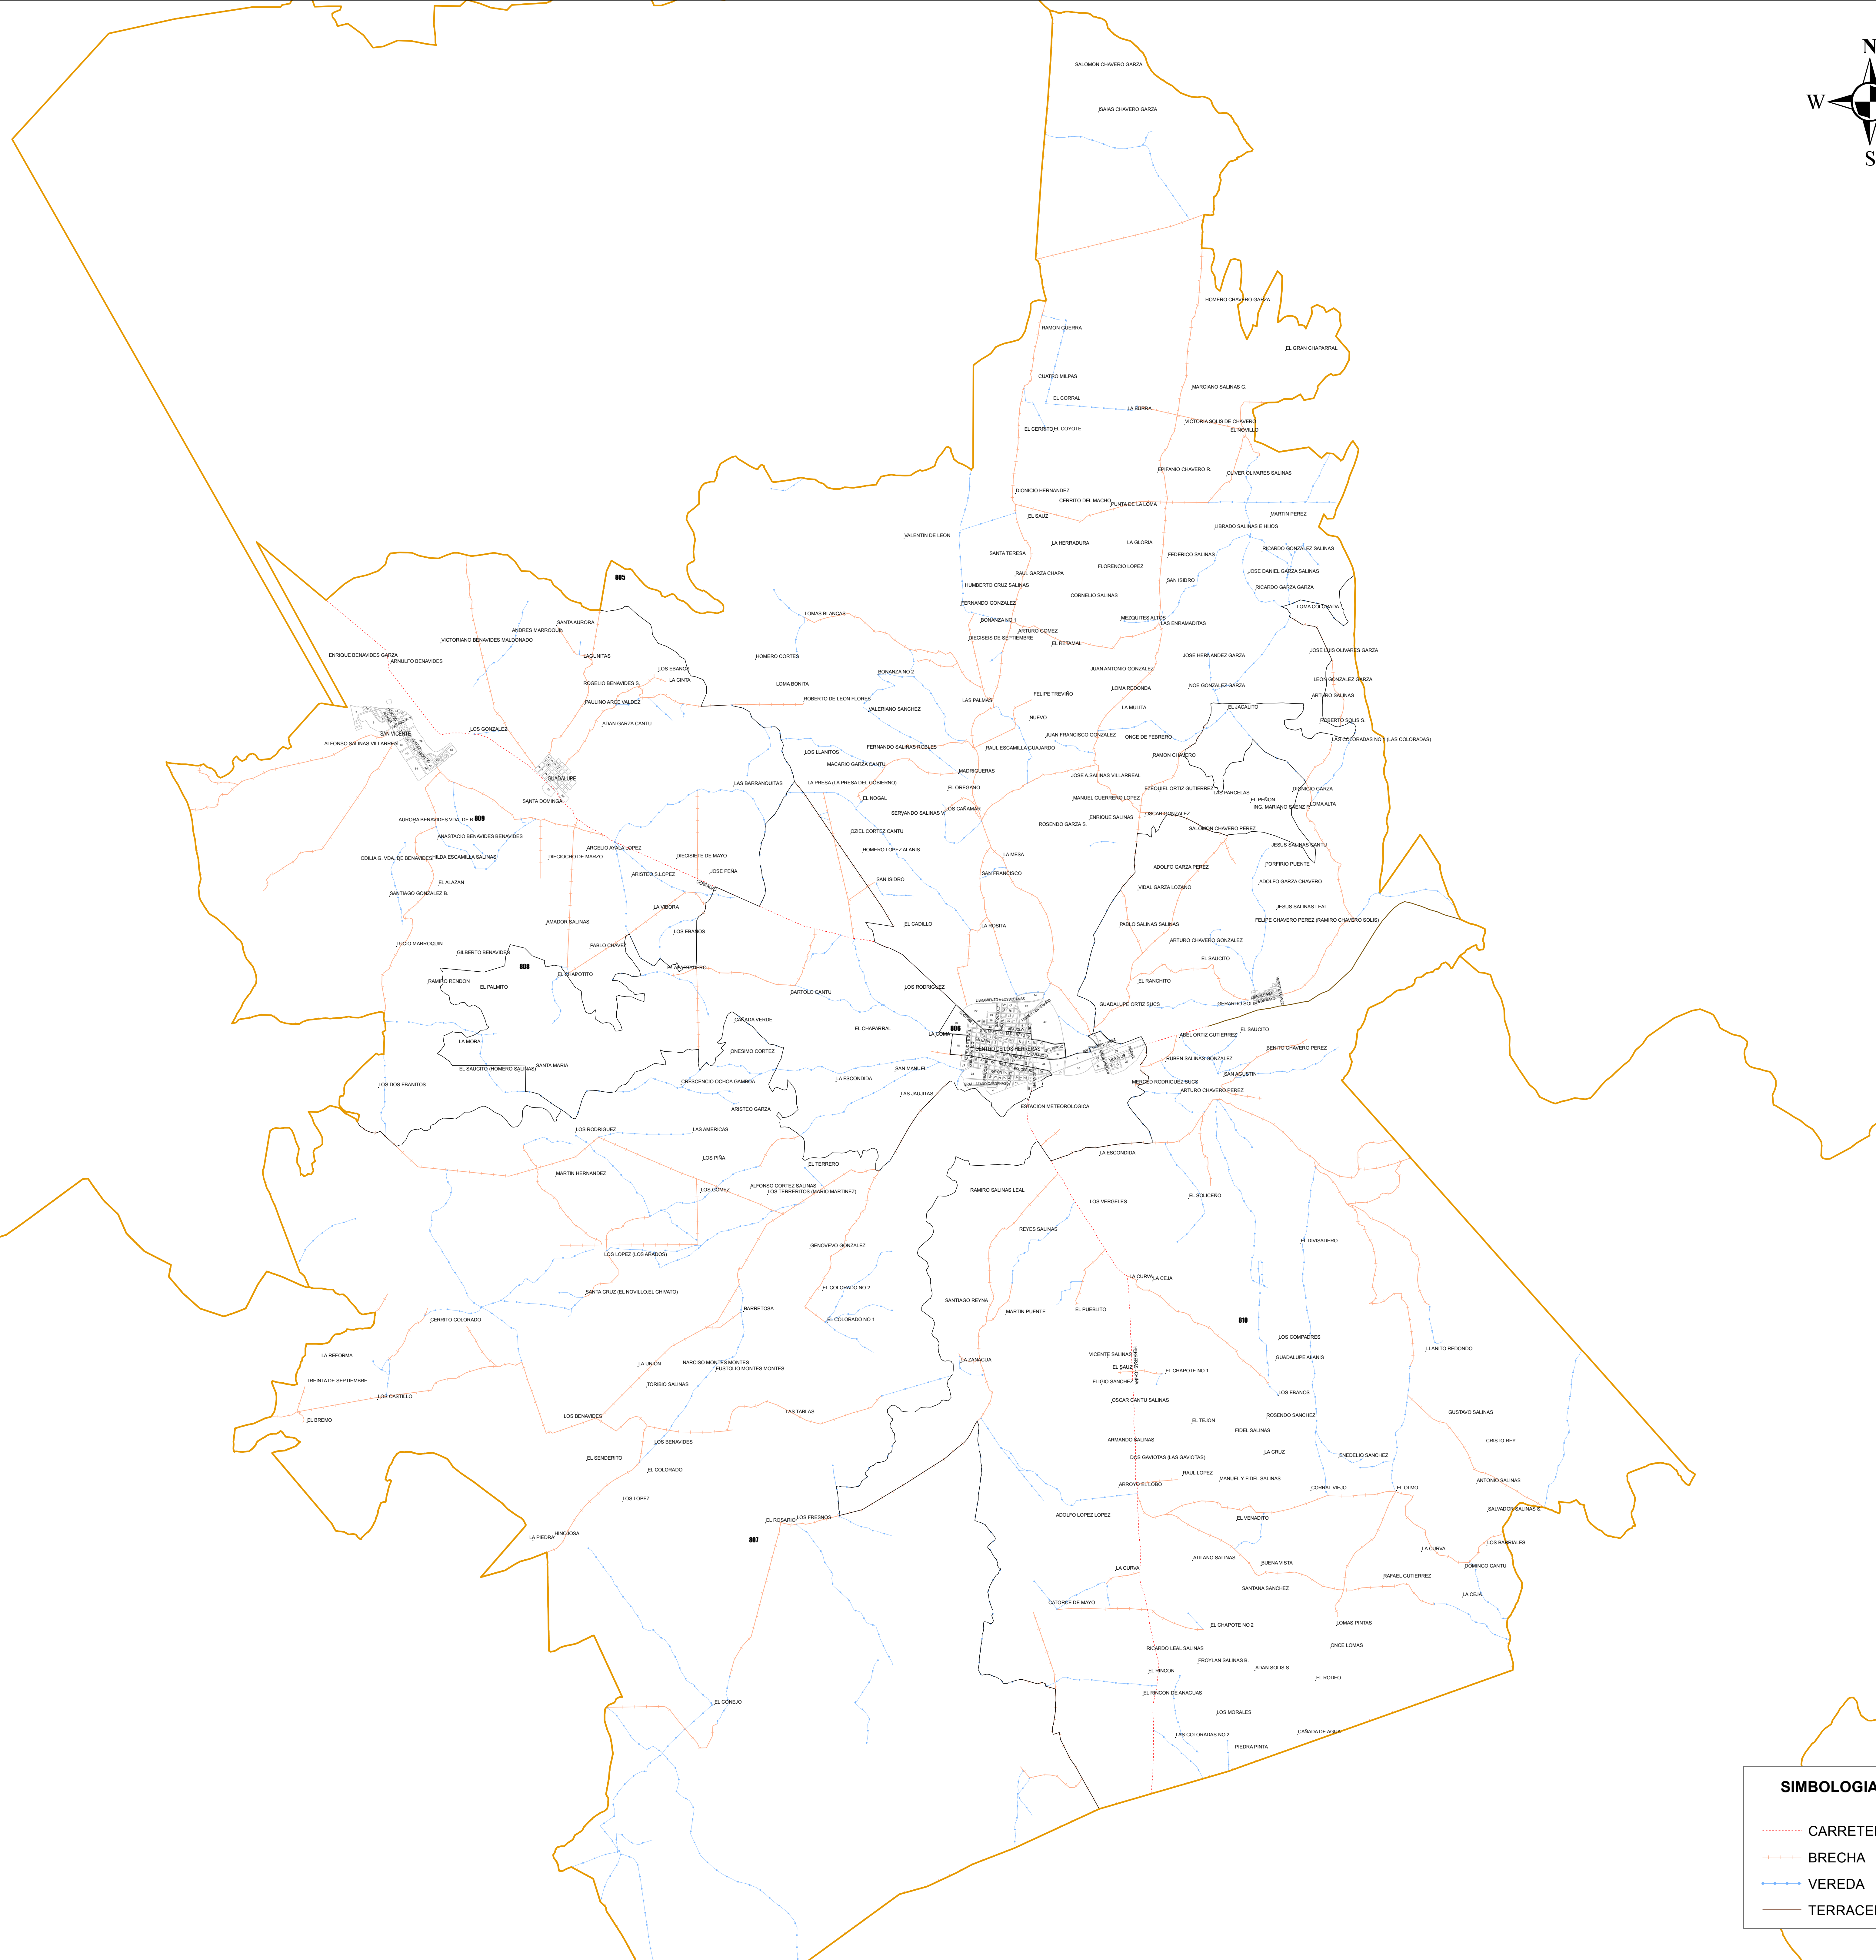 N
W
S
SALOMON CHAVERO GARZA
ISAIAS CHAVERO GARZA
HOMERO CHAVERO GARZA
RAMON GUERRA
EL GRAN CHAPARRAL
CUATRO MILPAS
MARCIANO SALINAS G.
EL CORRAL
LA BURRA
VICTORIA SOLIS DE CHAVERO
EL CERRITO
EL COYOTE
EL NOVILLO
EPIFANIO CHAVERO R.
OLIVER OLIVARES SALINAS
DIONICIO HERNANDEZ
CERRITO DEL MACHO
PUNTA DE LA LOMA
EL SAUZ
MARTIN PEREZ
LIBRADO SALINAS E HIJOS
VALENTIN DE LEON
LA HERRADURA
LA GLORIA
SANTA TERESA
FEDERICO SALINAS
RICARDO GONZALEZ SALINAS
FLORENCIO LOPEZ
RAUL GARZA CHAPA
JOSE DANIEL GARZA SALINAS
805
HUMBERTO CRUZ SALINAS
SAN ISIDRO
RICARDO GARZA GARZA
CORNELIO SALINAS
FERNANDO GONZALEZ
LOMA COLORADA
LOMAS BLANCAS
BONANZA NO 1
MEZQUITES ALTOS
LAS ENRAMADITAS
SANTA AURORA
ANDRES MARROQUIN
ARTURO GOMEZ
DIECISEIS DE SEPTIEMBRE
VICTORIANO BENAVIDES MALDONADO
EL RETAMAL
JOSE LUIS OLIVARES GARZA
ENRIQUE BENAVIDES GARZA
ARNULFO BENAVIDES
LAGUNITAS
HOMERO CORTES
JOSE HERNANDEZ GARZA
LOS EBANOS
BONANZA NO 2
JUAN ANTONIO GONZALEZ
LA CINTA
ROGELIO BENAVIDES S.
LOMA BONITA
LEON GONZALEZ GARZA
LOMA REDONDA
NOE GONZALEZ GARZA
FELIPE TREVIÑO
ARTURO SALINAS
PAULINO ARCE VALDEZ
ROBERTO DE LEON FLORES
LAS PALMAS
VALERIANO SANCHEZ
LA MULITA
EL JACALITO
NUEVO
ROBERTO SOLIS S.
ADAN GARZA CANTU
LOS GONZALEZ
SAN VICENTE
JUAN FRANCISCO GONZALEZ
ONCE DE FEBRERO
LAS COLORADAS NO 1 (LAS COLORADAS)
ALFONSO SALINAS VILLARREAL
FERNANDO SALINAS ROBLES
RAUL ESCAMILLA GUAJARDO
LOS LLANITOS
RAMON CHAVERO
MACARIO GARZA CANTU
MADRIGUERAS
JOSE A SALINAS VILLARREAL
GUADALUPE
LAS BARRANQUITAS
LA PRESA (LA PRESA DEL GOBIERNO)
EL OREGANO
EZEQUIEL ORTIZ GUTIERREZ
LAS PARCELAS
DIONICIO GARZA
EL NOGAL
MANUEL GUERRERO LOPEZ
EL PEÑON
SANTA DOMINGA
LOMA ALTA
ING. MARIANO SAENZ P.
LOS CAÑAMAR
SERVANDO SALINAS V.
OSCAR GONZALEZ
ENRIQUE SALINAS
AURORA BENAVIDES VDA. DE B.
809
ROSENDO GARZA S.
SALOMON CHAVERO PEREZ
OZIEL CORTEZ CANTU
ANASTACIO BENAVIDES BENAVIDES
JESUS SALINAS CANTU
ARGELIO AYALA LOPEZ
HOMERO LOPEZ ALANIS
LA MESA
ODILIA G. VDA. DE BENAVIDES
HILDA ESCAMILLA SALINAS
DIECIOCHO DE MARZO
DIECISIETE DE MAYO
PORFIRIO PUENTE
ADOLFO GARZA PEREZ
JOSE PEÑA
ARISTEO S.LOPEZ
SAN FRANCISCO
SAN ISIDRO
EL ALAZAN
CERRALVO
ADOLFO GARZA CHAVERO
VIDAL GARZA LOZANO
SANTIAGO GONZALEZ B.
LA VIBORA
JESUS SALINAS LEAL
AMADOR SALINAS
EL CADILLO
LA ROSITA
PABLO SALINAS SALINAS
FELIPE CHAVERO PEREZ (RAMIRO CHAVERO SOLIS)
LOS EBANOS
LUCIO MARROQUIN
PABLO CHAVEZ
ARTURO CHAVERO GONZALEZ
GILBERTO BENAVIDES
EL SAUCITO
808
EL APARTADERO
EL CHAPOTITO
RAMIRO RENDON
EL PALMITO
LOS RODRIGUEZ
EL RANCHITO
BARTOLO CANTU
GUADALUPE ORTIZ SUCS
GERARDO SOLIS
CAÑADA VERDE
EL CHAPARRAL
806
LA LOMA
EL SAUCITO
ABEL ORTIZ GUTIERREZ
LA MORA
CENTRO DE LOS HERRERAS
BENITO CHAVERO PEREZ
ONESIMO CORTEZ
RUBEN SALINAS GONZALEZ
SANTA MARIA
EL SAUCITO (HOMERO SALINAS)
SAN MANUEL
SAN AGUSTIN
LOS DOS EBANITOS
CRESCENCIO OCHOA GAMBOA
LA ESCONDIDA
MERCED RODRIGUEZ SUCS
ARTURO CHAVERO PEREZ
LAS JAUJITAS
ARISTEO GARZA
ESTACION METEOROLOGICA
LOS RODRIGUEZ
LAS AMERICAS
LA ESCONDIDA
LOS PIÑA
EL TERRERO
MARTIN HERNANDEZ
ALFONSO CORTEZ SALINAS
LOS GOMEZ
LOS TERRERITOS (MARIO MARTINEZ)
RAMIRO SALINAS LEAL
EL SULICEÑO
LOS VERGELES
REYES SALINAS
EL DIVISADERO
GENOVEVO GONZALEZ
LOS LOPEZ (LOS ARADOS)
LA CURVA
LA CEJA
EL COLORADO NO 2
SANTA CRUZ (EL NOVILLO,EL CHIVATO)
SANTIAGO REYNA
BARRETOSA
MARTIN PUENTE
EL PUEBLITO
CERRITO COLORADO
EL COLORADO NO 1
810
LOS COMPADRES
LLANITO REDONDO
LA REFORMA
VICENTE SALINAS
HERRERAS - CHINA
GUADALUPE ALANIS
LA UNION
NARCISO MONTES MONTES
EUSTOLIO MONTES MONTES
LA ZANACUA
EL SAUZ
EL CHAPOTE NO 1
TREINTA DE SEPTIEMBRE
TORIBIO SALINAS
ELIGIO SANCHEZ
LOS EBANOS
LOS CASTILLO
OSCAR CANTU SALINAS
LAS TABLAS
GUSTAVO SALINAS
LOS BENAVIDES
ROSENDO SANCHEZ
EL BREMO
EL TEJON
FIDEL SALINAS
LOS BENAVIDES
ARMANDO SALINAS
CRISTO REY
LA CRUZ
ENEDELIO SANCHEZ
EL SENDERITO
DOS GAVIOTAS (LAS GAVIOTAS)
EL COLORADO
RAUL LOPEZ
MANUEL Y FIDEL SALINAS
ANTONIO SALINAS
ARROYO EL LOBO
CORRAL VIEJO
EL OLMO
LOS LOPEZ
SALVADOR SALINAS S.
ADOLFO LOPEZ LOPEZ
EL VENADITO
EL ROSARIO
LOS FRESNOS
HINOJOSA
LA PIEDRA
807
LOS BARRIALES
LA CURVA
ATILANO SALINAS
BUENA VISTA
DOMINGO CANTU
LA CURVA
RAFAEL GUTIERREZ
SANTANA SANCHEZ
LA CEJA
CATORCE DE MAYO
LOMAS PINTAS
EL CHAPOTE NO 2
RICARDO LEAL SALINAS
ONCE LOMAS
FROYLAN SALINAS B.
ADAN SOLIS S.
EL RINCON
EL RODEO
EL RINCON DE ANACUAS
EL CONEJO
LOS MORALES
LAS COLORADAS NO 2
CAÑADA DE AGUA
PIEDRA PINTA
SIMBOLOGIA
CARRETE
BRECHA
VEREDA
TERRACE